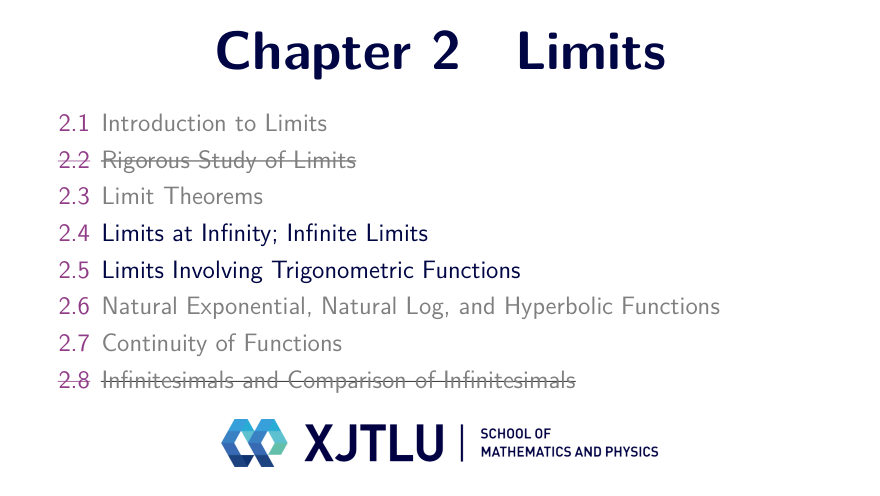 Chapter 2 Limits
2.1 Introduction to Limits
2.2 Rigorous Study of Limits
2.3 Limit Theorems
2.4 Limits at Infinity; Infinite Limits
2.5 Limits Involving Trigonometric Functions
2.6 Natural Exponential, Natural Log, and Hyperbolic Functions
2.7 Continuity of Functions
2.8 Infinitesimals and Comparison of Infinitesimals
XJTLU
SCHOOL OF
MATHEMATICS AND PHYSICS